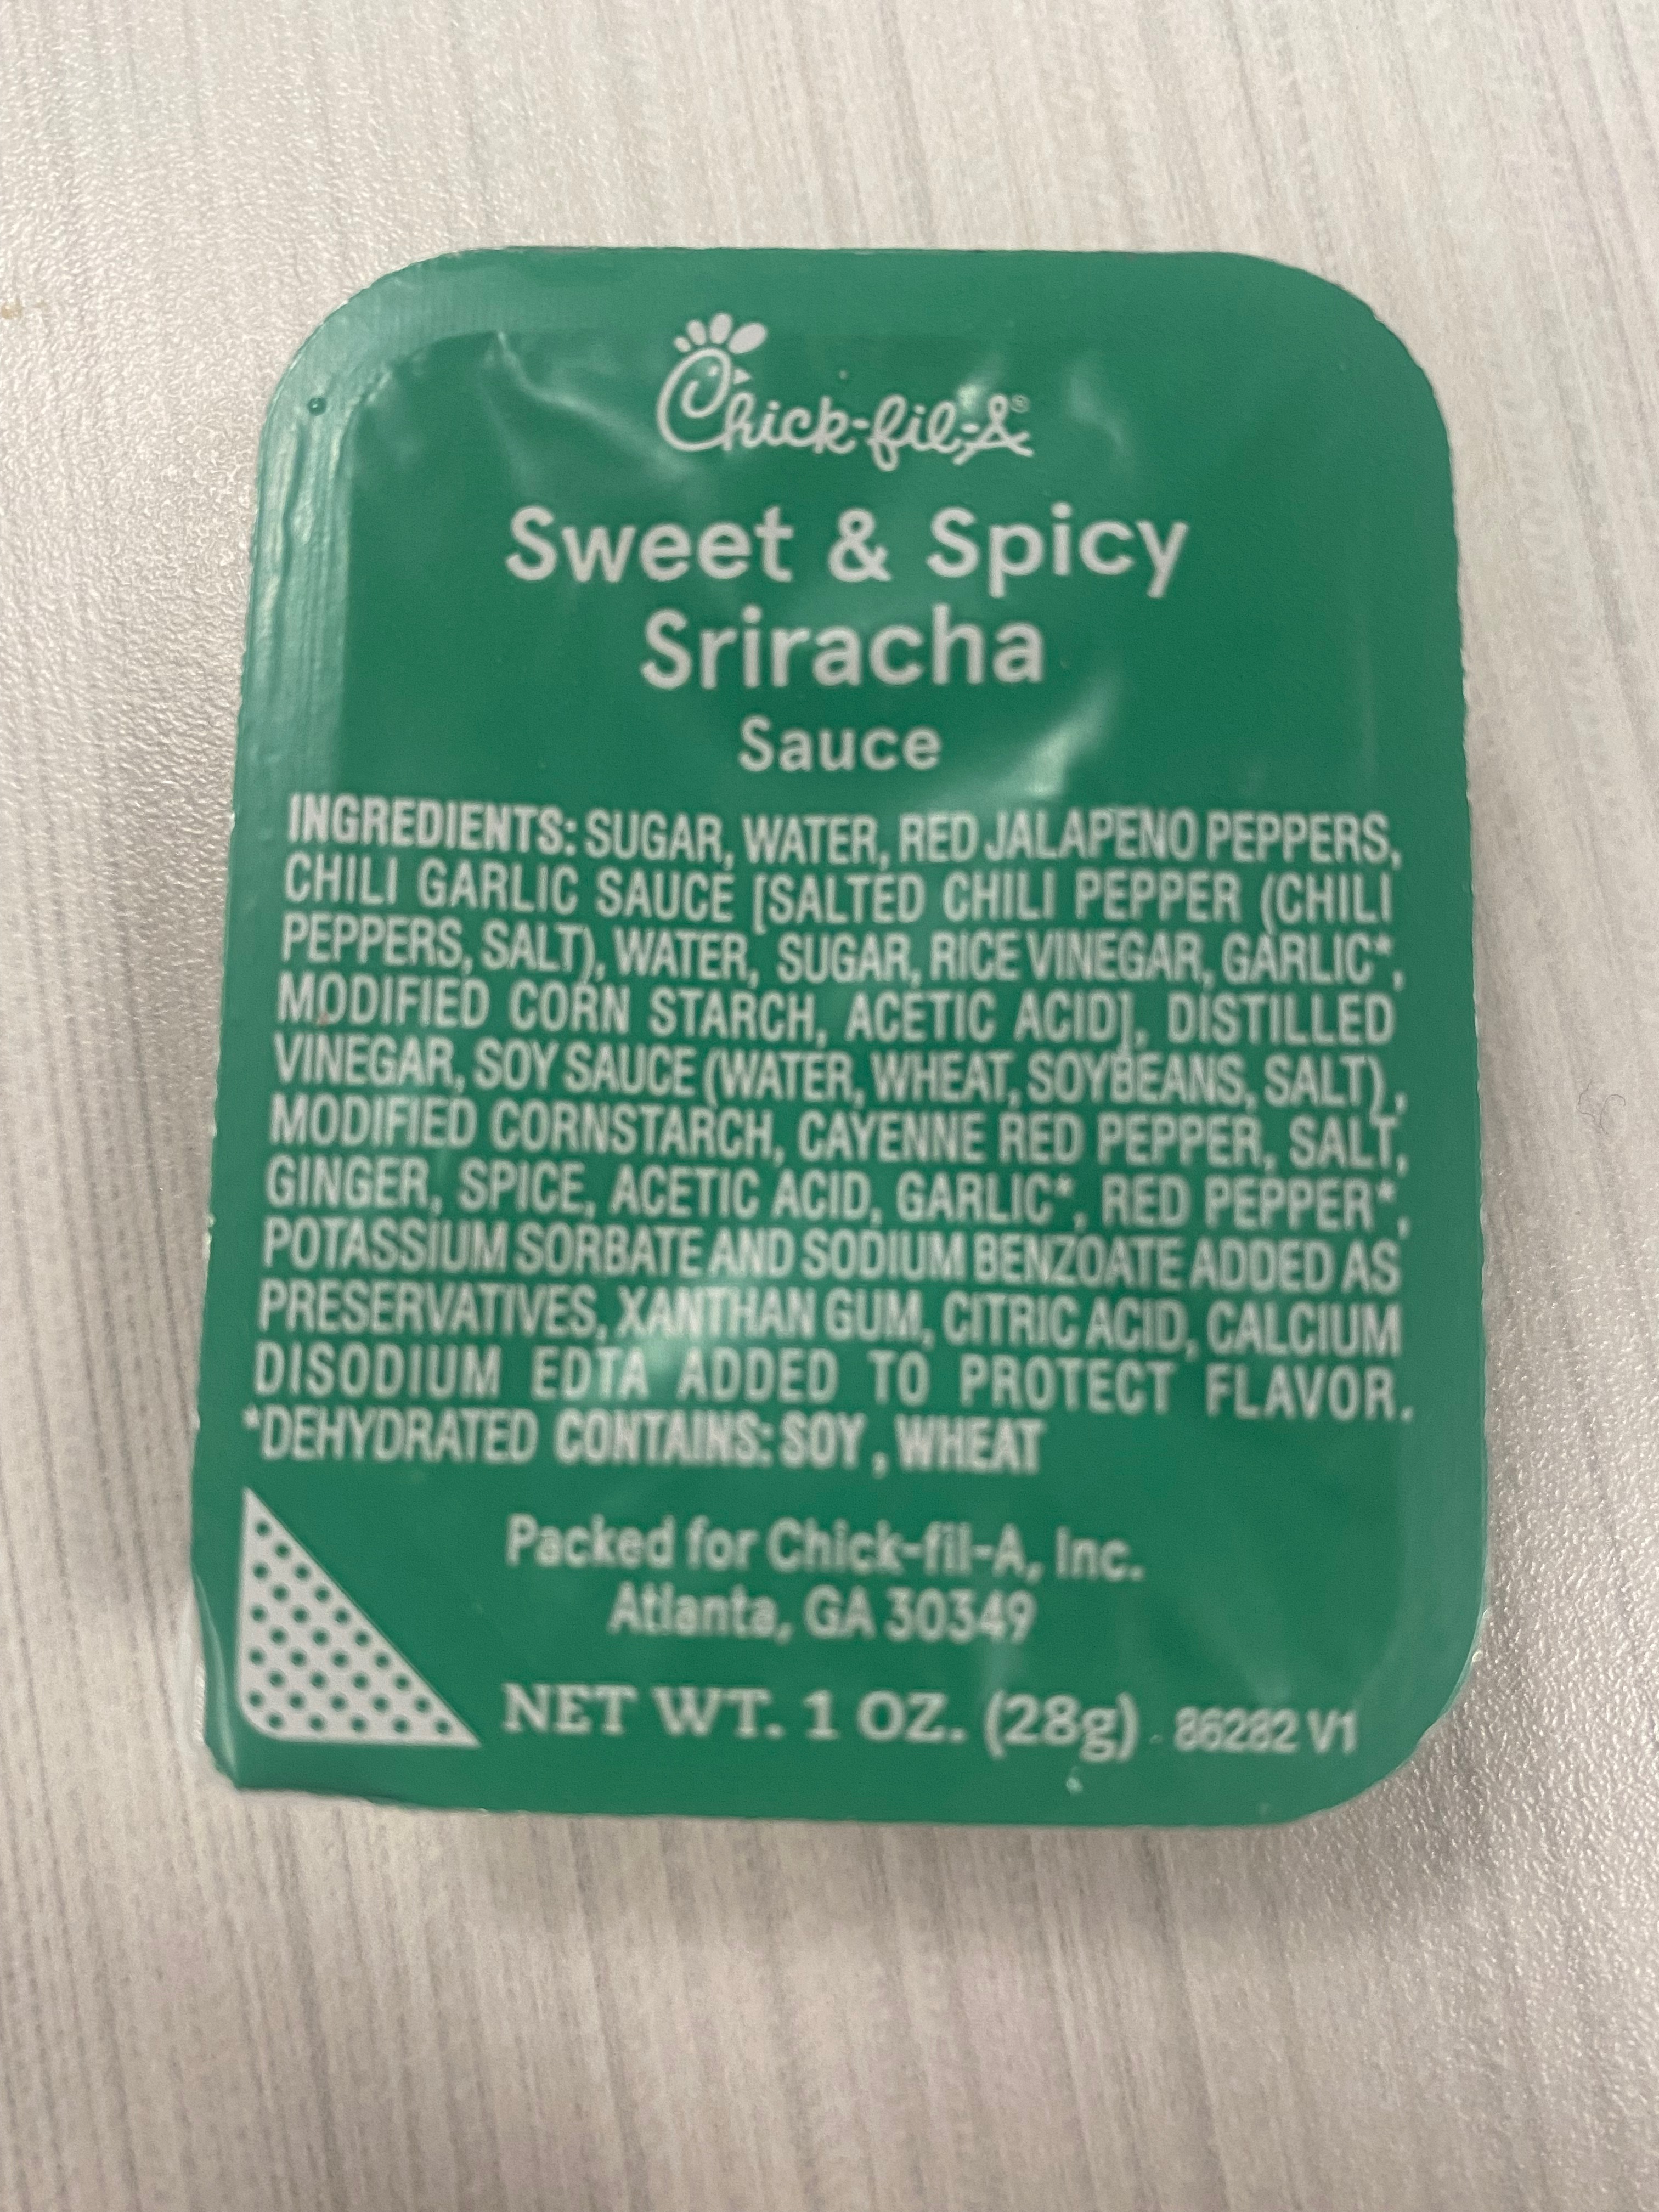 Chick-fil-A®
Sweet & Spicy
Sriracha
Sauce
INGREDIENTS: SUGAR, WATER, RED JALAPENO PEPPERS,
CHILI GARLIC SAUCE [SALTED CHILI PEPPER (CHILI
PEPPERS, SALT), WATER, SUGAR, RICE VINEGAR, GARLIC*,
MODIFIED CORN STARCH, ACETIC ACID], DISTILLED
VINEGAR, SOY SAUCE (WATER, WHEAT, SOYBEANS, SALT),
MODIFIED CORNSTARCH, CAYENNE RED PEPPER, SALT,
GINGER, SPICE, ACETIC ACID, GARLIC*, RED PEPPER*,
POTASSIUM SORBATE AND SODIUM BENZOATE ADDED AS
PRESERVATIVES, XANTHAN GUM, CITRIC ACID, CALCIUM
DISODIUM EDTA ADDED TO PROTECT FLAVOR.
*DEHYDRATED CONTAINS: SOY, WHEAT
Packed for Chick-fil-A, Inc.
Atlanta, GA 30349
NET WT. 1 OZ. (28g) 86282 V1